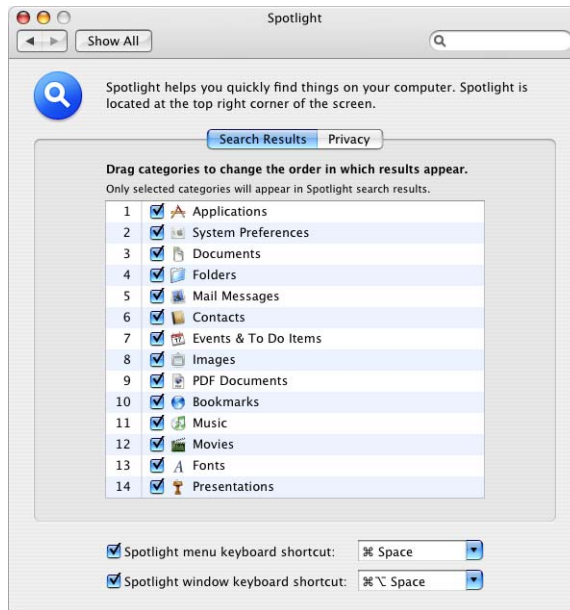 Spotlight
Show All
Spotlight helps you quickly find things on your computer. Spotlight is
located at the top right corner of the screen.
Search Results Privacy
Drag categories to change the order in which results appear.
Only selected categories will appear in Spotlight search results.
1 Applications
2 System Preferences
3 Documents
4 Folders
5 Mail Messages
6 Contacts
7 Events & To Do Items
8 Images
9 PDF Documents
10 Bookmarks
11 Music
12 Movies
13 Fonts
14 Presentations
Spotlight menu keyboard shortcut: ⌘ Space
Spotlight window keyboard shortcut: ⌘⌥ Space